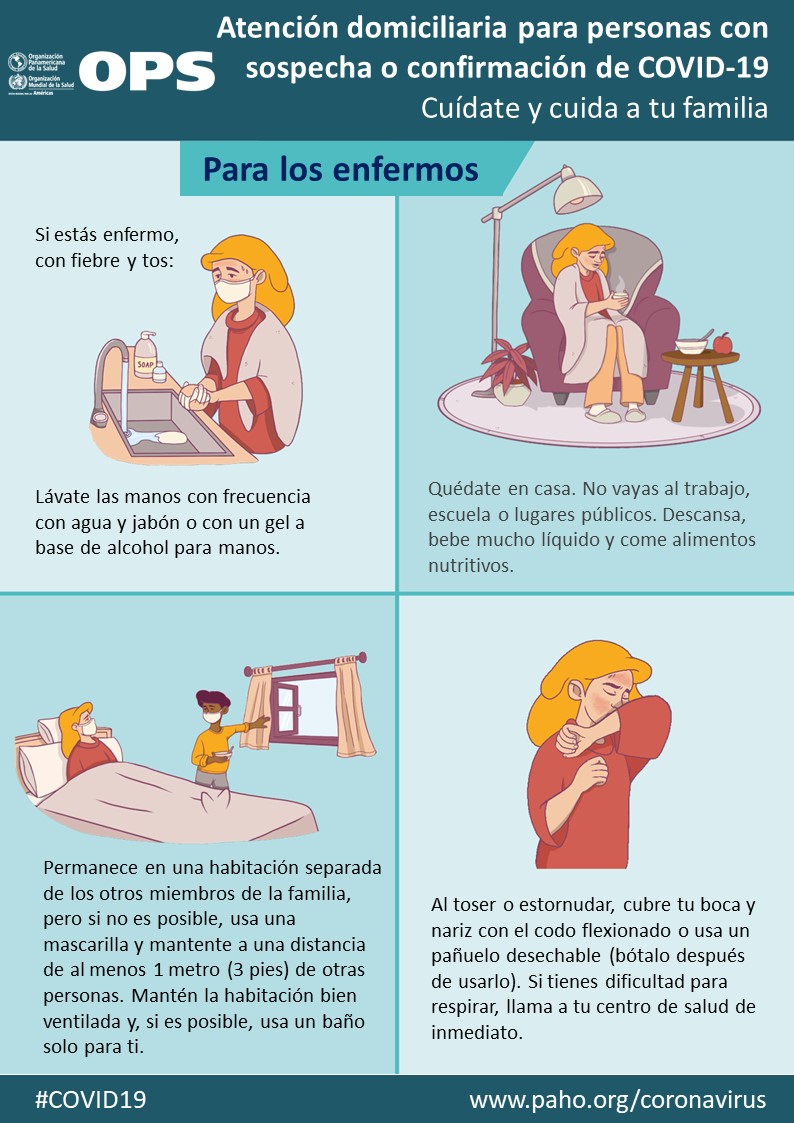 Organización
Panamericana
de la Salud
Organización
Mundial de la Salud
Américas
OPS
Atención domiciliaria para personas con
sospecha o confirmación de COVID-19
Cuídate y cuida a tu familia
Para los enfermos
Si estás enfermo,
con fiebre y tos:
SOAP
Lávate las manos con frecuencia
con agua y jabón o con un gel a
base de alcohol para manos.
Quédate en casa. No vayas al trabajo,
escuela o lugares públicos. Descansa,
bebe mucho líquido y come alimentos
nutritivos.
Permanece en una habitación separada
de los otros miembros de la familia,
pero si no es posible, usa una
mascarilla y mantente a una distancia
de al menos 1 metro (3 pies) de otras
personas. Mantén la habitación bien
ventilada y, si es posible, usa un baño
solo para ti.
Al toser o estornudar, cubre tu boca y
nariz con el codo flexionado o usa un
pañuelo desechable (bótalo después
de usarlo). Si tienes dificultad para
respirar, llama a tu centro de salud de
inmediato.
#COVID19
www.paho.org/coronavirus